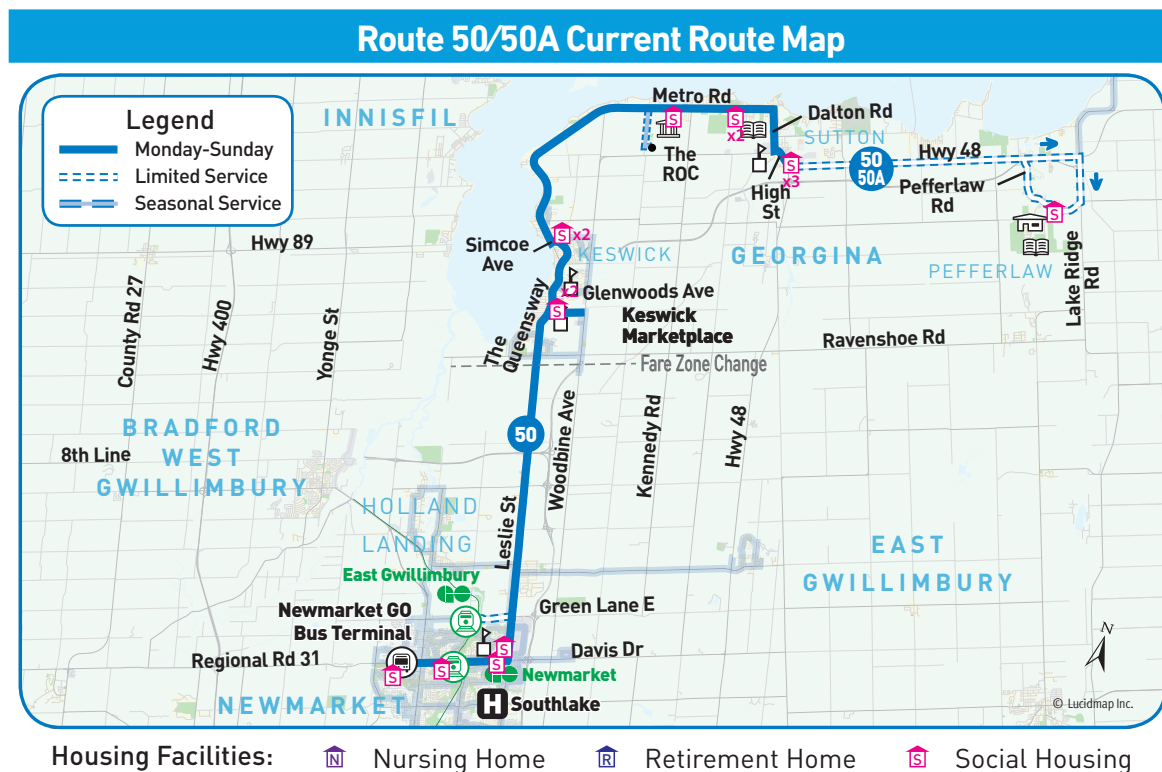 Route 50/50A Current Route Map
Legend
Monday-Sunday
Limited Service
Seasonal Service
INNISFIL
Metro Rd
Dalton Rd
SUTTON
x2
The
ROC
High
St
S
x3
50
50A
Hwy 48
Pefferlaw
Rd
S
S
S
PEFFERLAW
Lake Ridge
Rd
GEORGINA
Hwy 89
Simcoe
Ave
S
x2
KESWICK
x2
Glenwoods Ave
S
Keswick
Marketplace
The
Queensway
Ravenshoe Rd
Fare Zone Change
County Rd 27
Hwy 400
Yonge St
BRADFORD
WEST
GWILLIMBURY
8th Line
50
Woodbine Ave
Kennedy Rd
Hwy 48
Leslie St
HOLLAND
LANDING
EAST
GWILLIMBURY
East Gwillimbury
Newmarket GO
Bus Terminal
Green Lane E
Regional Rd 31
Davis Dr
S
S
S
S
Newmarket
NEWMARKET
H
Southlake
N
© Lucidmap Inc.
Housing Facilities:
N Nursing Home
R Retirement Home
S Social Housing